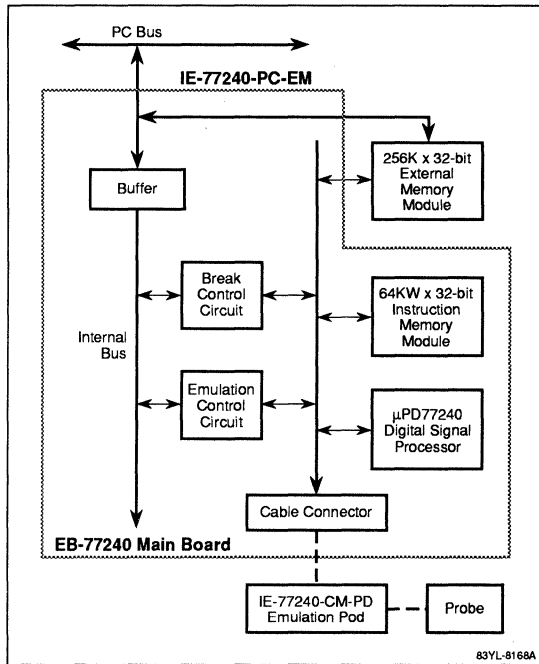 PC Bus
IE-77240-PC-EM
256K x 32-bit
External
Memory
Module
Buffer
Break
Control
Circuit
64KW x 32-bit
Instruction
Memory
Module
Internal
Bus
Emulation
Control
Circuit
µPD77240
Digital Signal
Processor
Cable Connector
EB-77240 Main Board
IE-77240-CM-PD
Emulation Pod
Probe
83YL-8168A